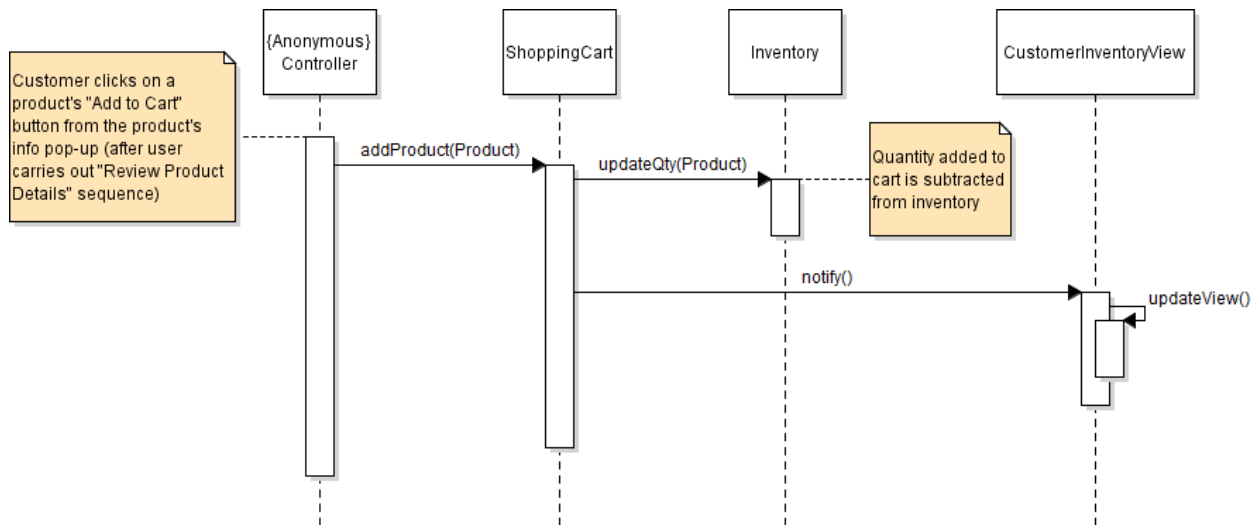 {Anonymous}
Controller
ShoppingCart
Inventory
CustomerInventoryView
Customer clicks on a
product's "Add to Cart"
button from the product's
info pop-up (after user
carries out "Review Product
Details" sequence)
addProduct(Product)
updateQty(Product)
Quantity added to
cart is subtracted
from inventory
notify()
updateView()